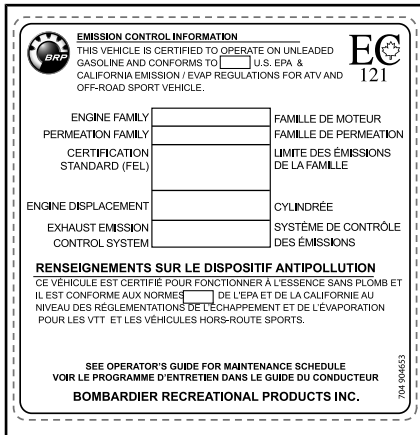 BRP
EMISSION CONTROL INFORMATION
THIS VEHICLE IS CERTIFIED TO OPERATE ON UNLEADED
GASOLINE AND CONFORMS TO U.S. EPA &
CALIFORNIA EMISSION / EVAP REGULATIONS FOR ATV AND
OFF-ROAD SPORT VEHICLE.
EC
121
ENGINE FAMILY FAMILLE DE MOTEUR
PERMEATION FAMILY FAMILLE DE PERMEATION
CERTIFICATION LIMITE DES ÉMISSIONS
STANDARD (FEL) DE LA FAMILLE
ENGINE DISPLACEMENT CYLINDRÉE
EXHAUST EMISSION SYSTÈME DE CONTRÔLE
CONTROL SYSTEM DES ÉMISSIONS
RENSEIGNEMENTS SUR LE DISPOSITIF ANTIPOLLUTION
CE VÉHICULE EST CERTIFIÉ POUR FONCTIONNER À L'ESSENCE SANS PLOMB ET
IL EST CONFORME AUX NORMES DE L'EPA ET DE LA CALIFORNIE AU
NIVEAU DES RÉGLEMENTATIONS DE L'ÉCHAPPEMENT ET DE L'ÉVAPORATION
POUR LES VTT ET LES VÉHICULES HORS-ROUTE SPORTS.
SEE OPERATOR'S GUIDE FOR MAINTENANCE SCHEDULE
VOIR LE PROGRAMME D'ENTRETIEN DANS LE GUIDE DU CONDUCTEUR
BOMBARDIER RECREATIONAL PRODUCTS INC.
704 904653